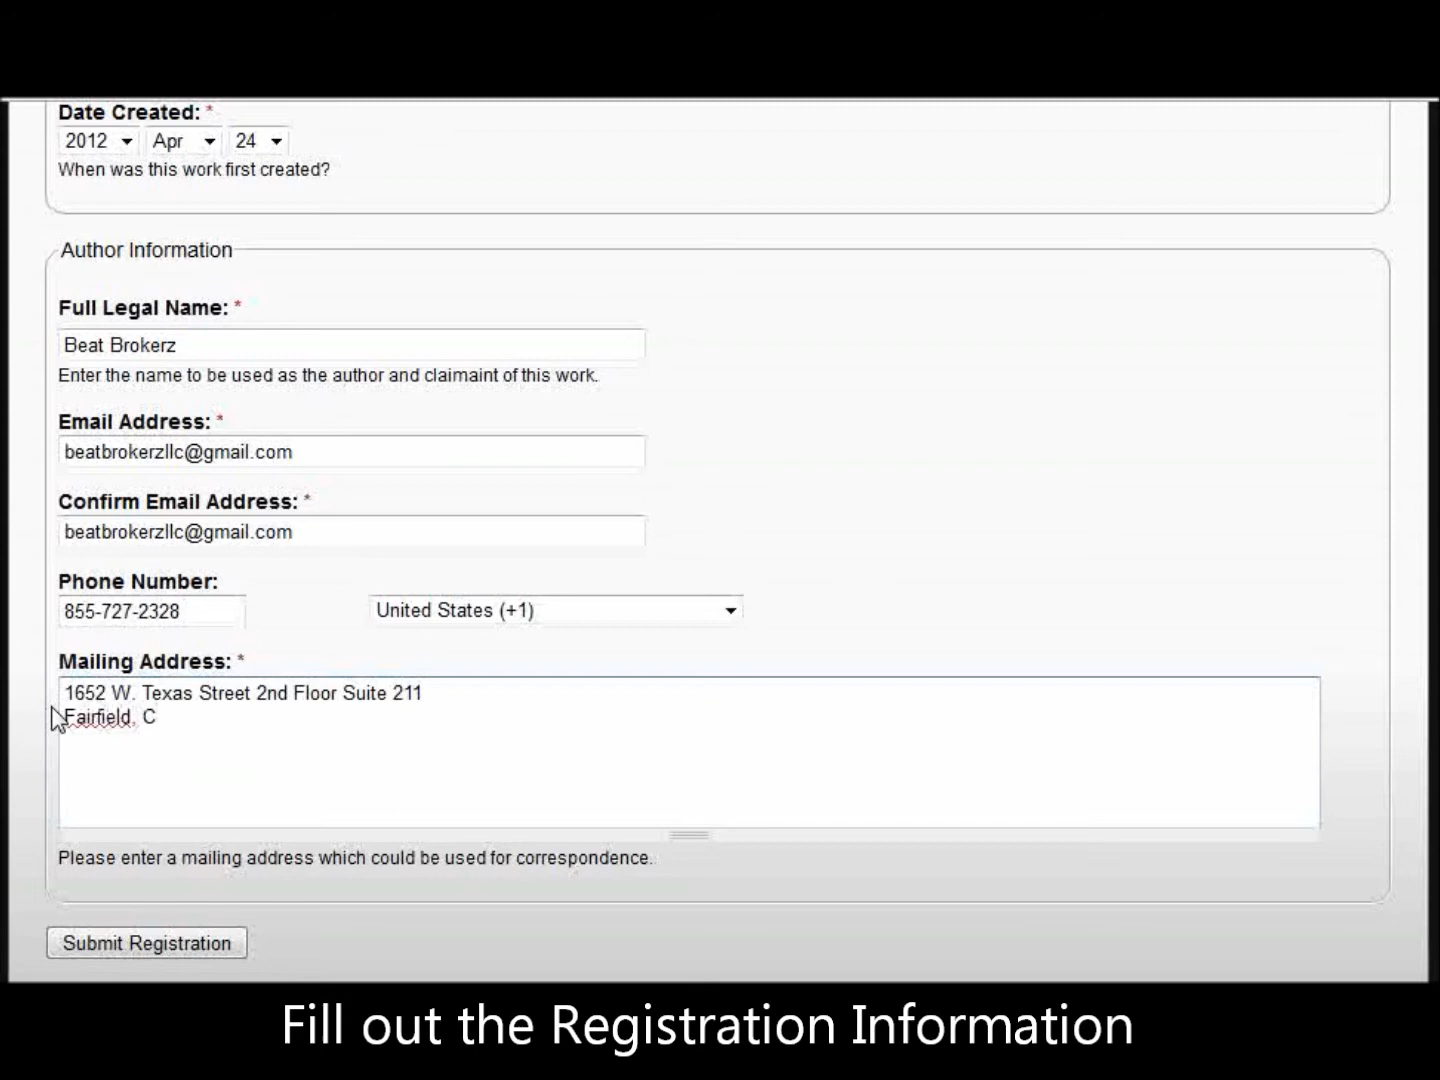 Date Created: *
2012 Apr 24
When was this work first created?
Author Information
Full Legal Name: *
Beat Brokerz
Enter the name to be used as the author and claimaint of this work.
Email Address: *
beatbrokerzllc@gmail.com
Confirm Email Address: *
beatbrokerzllc@gmail.com
Phone Number:
855-727-2328 United States (+1)
Mailing Address: *
1652 W. Texas Street 2nd Floor Suite 211
Fairfield, C
Please enter a mailing address which could be used for correspondence.
Submit Registration
Fill out the Registration Information